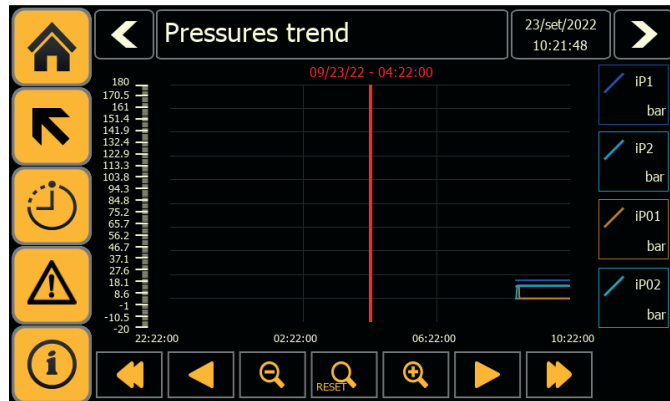 Pressures trend
23/set/2022
10:21:48
09/23/22 - 04:22:00
180
170.5
161
151.4
141.9
132.4
122.9
113.3
103.8
94.3
84.8
75.2
65.7
56.2
46.7
37.1
27.6
18.1
8.6
-1
-10.5
-20
22:22:00
02:22:00
06:22:00
10:22:00
iP1
bar
iP2
bar
iP01
bar
iP02
bar
RESET